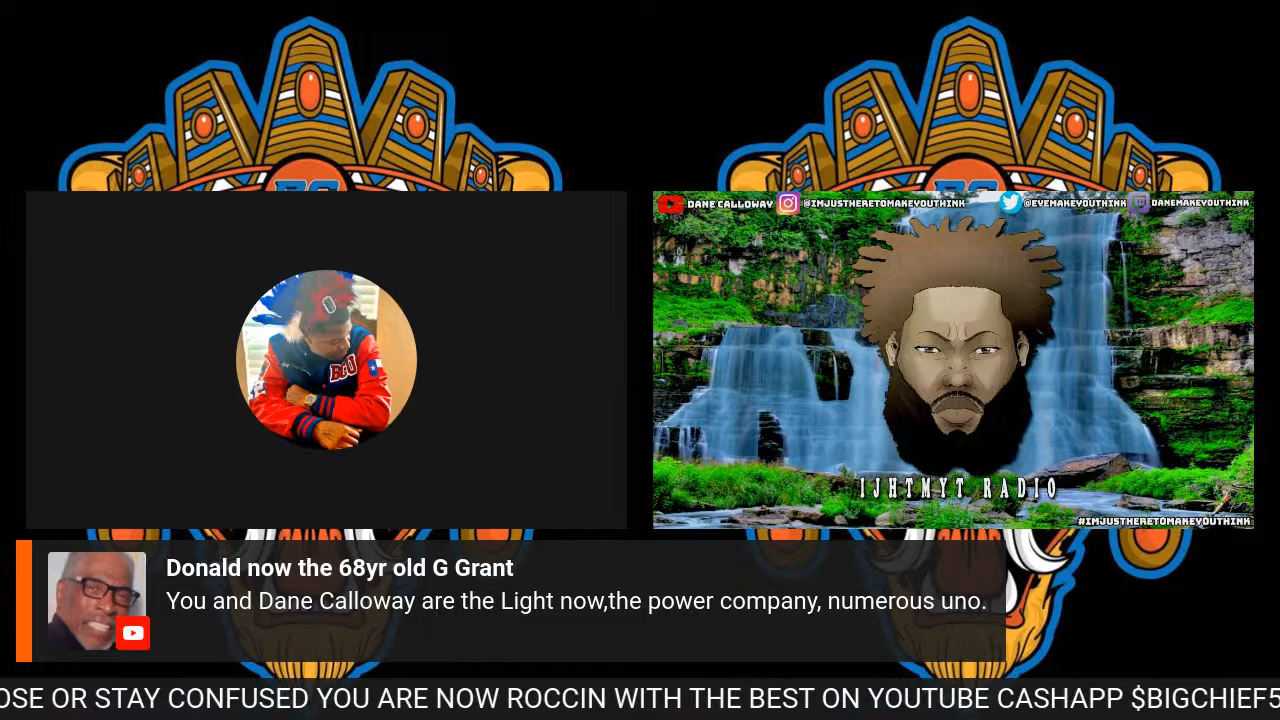 DANE CALLOWAY @IMJUSTHERETOMAKEYOUTHINK @EYEMAKEYOUTHINK DANEMAKEYOUTHINK
BCU
IJHTMYT RADIO
#IMJUSTHERETOMAKEYOUTHINK
Donald now the 68yr old G Grant
You and Dane Calloway are the Light now,the power company, numerous uno.
OSE OR STAY CONFUSED YOU ARE NOW ROCCIN WITH THE BEST ON YOUTUBE CASHAPP $BIGCHIEF5